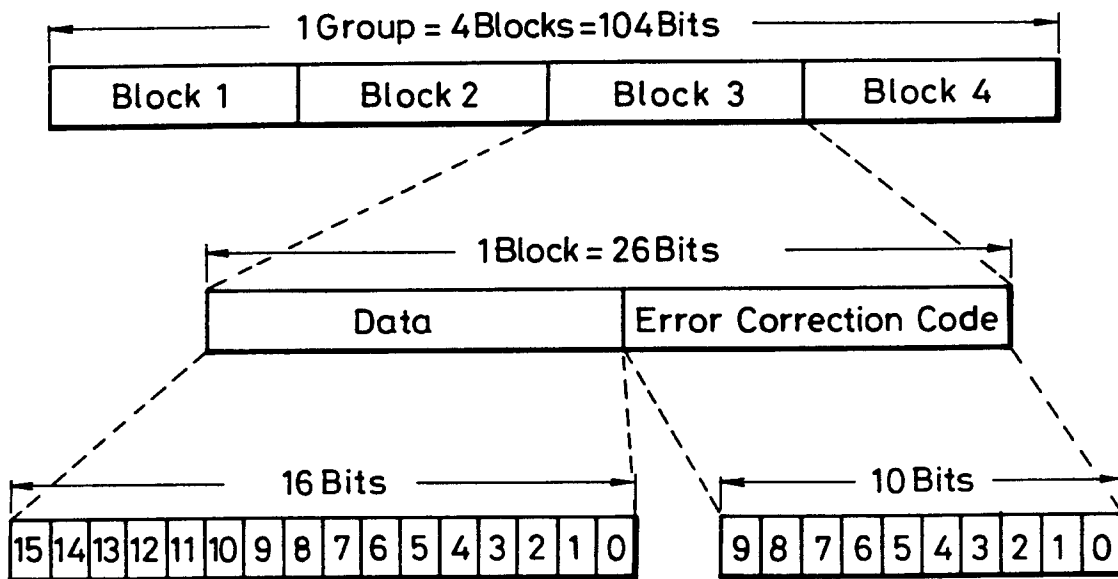 1 Group = 4 Blocks = 104 Bits
Block 1 Block 2 Block 3 Block 4
1 Block = 26 Bits
Data Error Correction Code
16 Bits 10 Bits
15 14 13 12 11 10 9 8 7 6 5 4 3 2 1 0 9 8 7 6 5 4 3 2 1 0